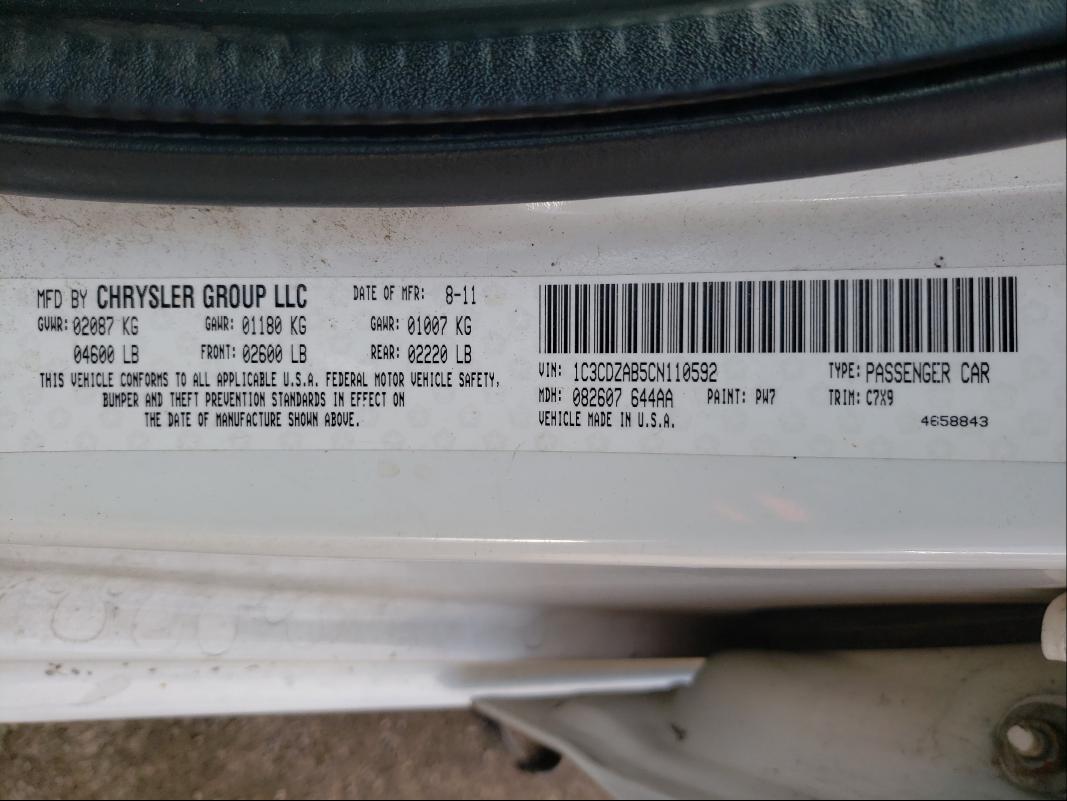 MFD BY CHRYSLER GROUP LLC DATE OF MFR: 8-11
GVWR: 02087 KG GAWR: 01180 KG GAWR: 01007 KG
04600 LB FRONT: 02600 LB REAR: 02220 LB
THIS VEHICLE CONFORMS TO ALL APPLICABLE U.S.A. FEDERAL MOTOR VEHICLE SAFETY,
BUMPER AND THEFT PREVENTION STANDARDS IN EFFECT ON
THE DATE OF MANUFACTURE SHOWN ABOVE.
VIN: 1C3CDZAB5CN110592 TYPE: PASSENGER CAR
MDH: 082607 644AA PAINT: PW7 TRIM: C7X9
VEHICLE MADE IN U.S.A. 4658843